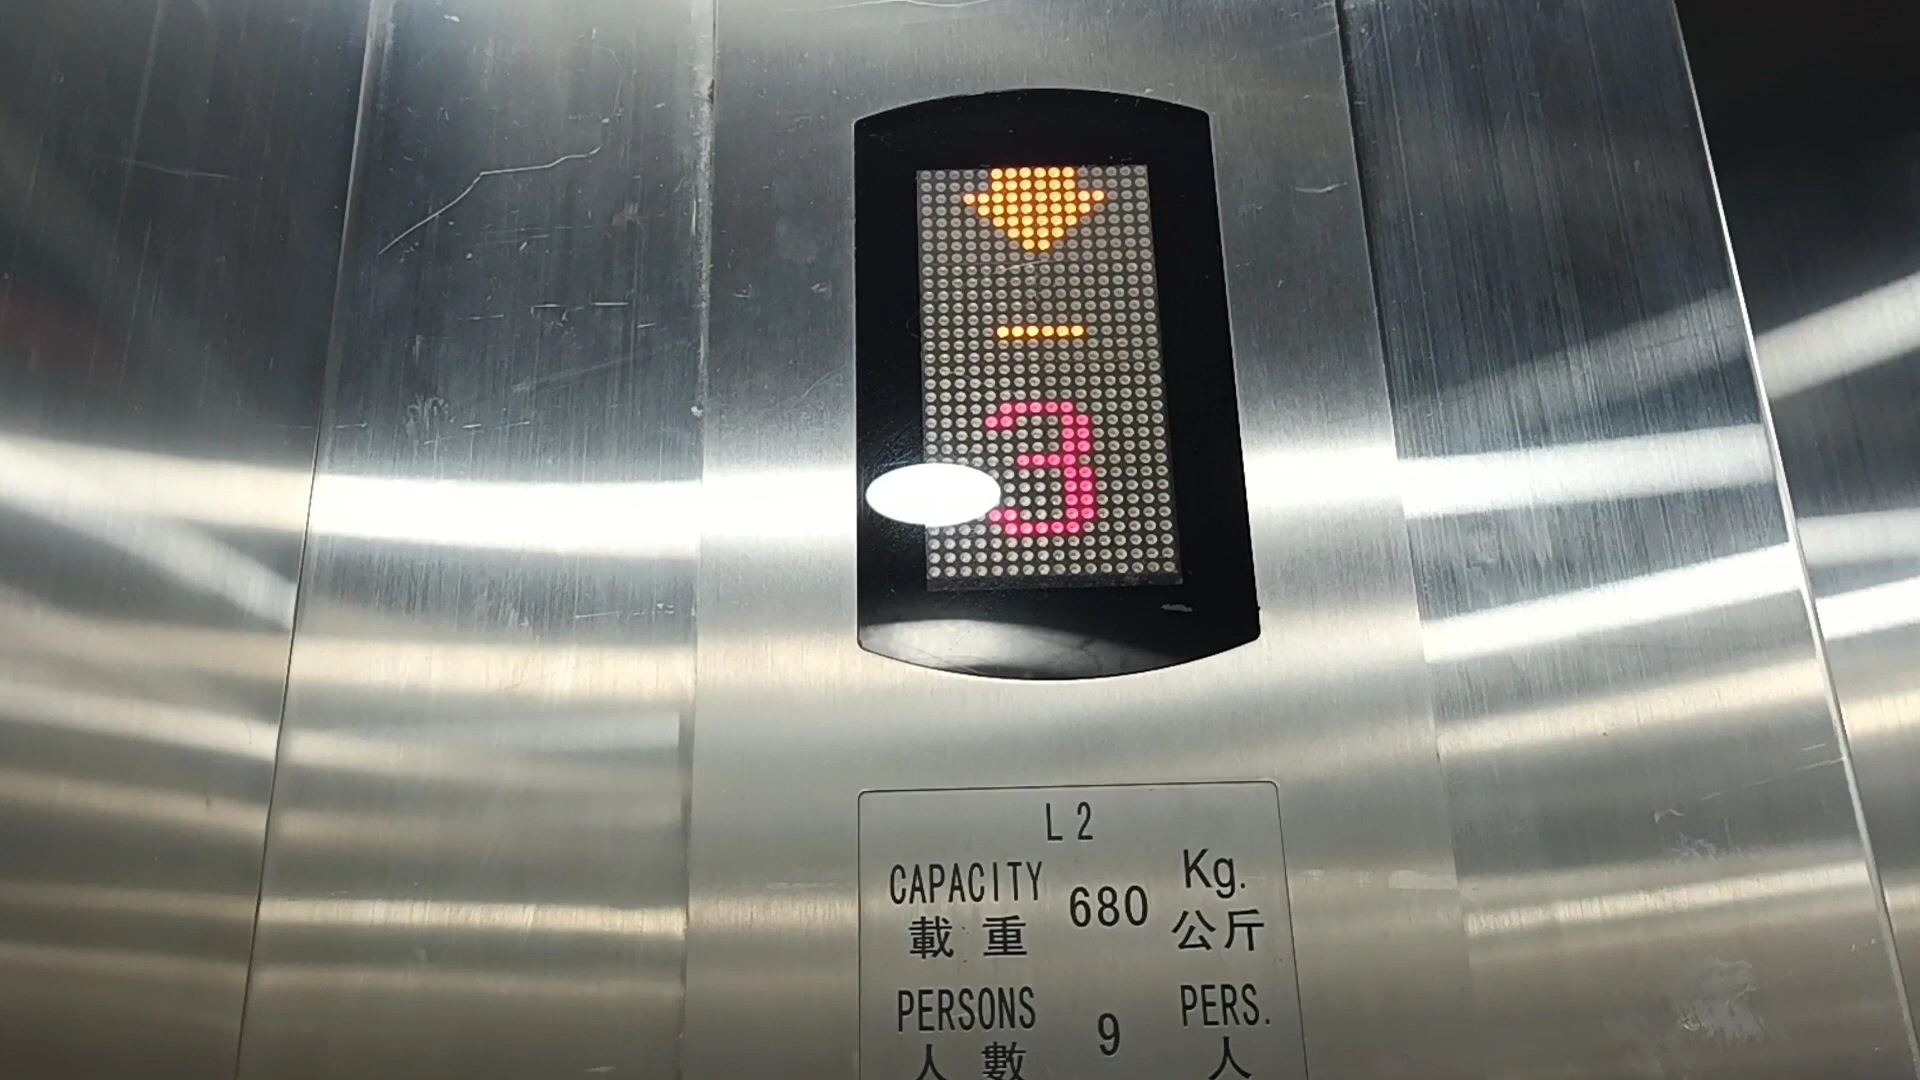 -
3
L2
CAPACITY 680 Kg.
載重 公斤
PERSONS 9 PERS.
人數 人